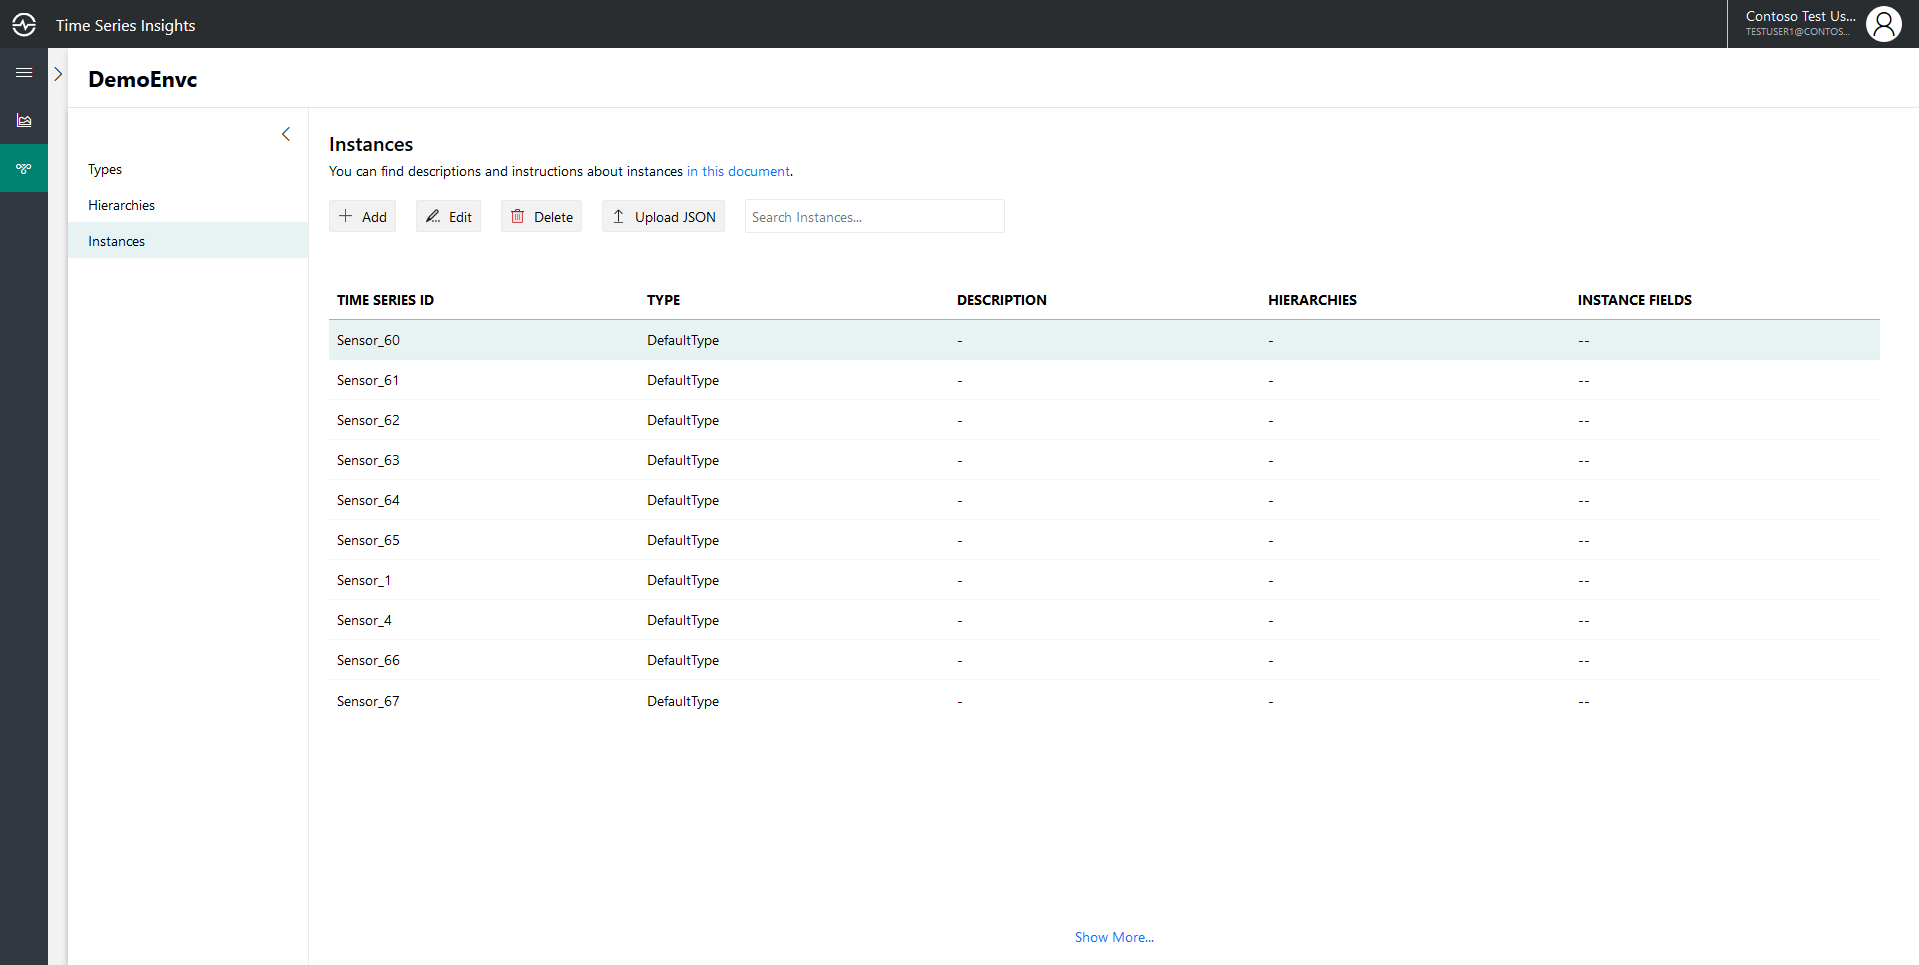 Time Series Insights
Contoso Test Us...
TESTUSER1@CONTOS...
DemoEnvc
Types
Hierarchies
Instances
Instances
You can find descriptions and instructions about instances in this document.
Add Edit Delete Upload JSON Search Instances...
TIME SERIES ID TYPE DESCRIPTION HIERARCHIES INSTANCE FIELDS
Sensor_60 DefaultType - - --
Sensor_61 DefaultType - - --
Sensor_62 DefaultType - - --
Sensor_63 DefaultType - - --
Sensor_64 DefaultType - - --
Sensor_65 DefaultType - - --
Sensor_1 DefaultType - - --
Sensor_4 DefaultType - - --
Sensor_66 DefaultType - - --
Sensor_67 DefaultType - - --
Show More...